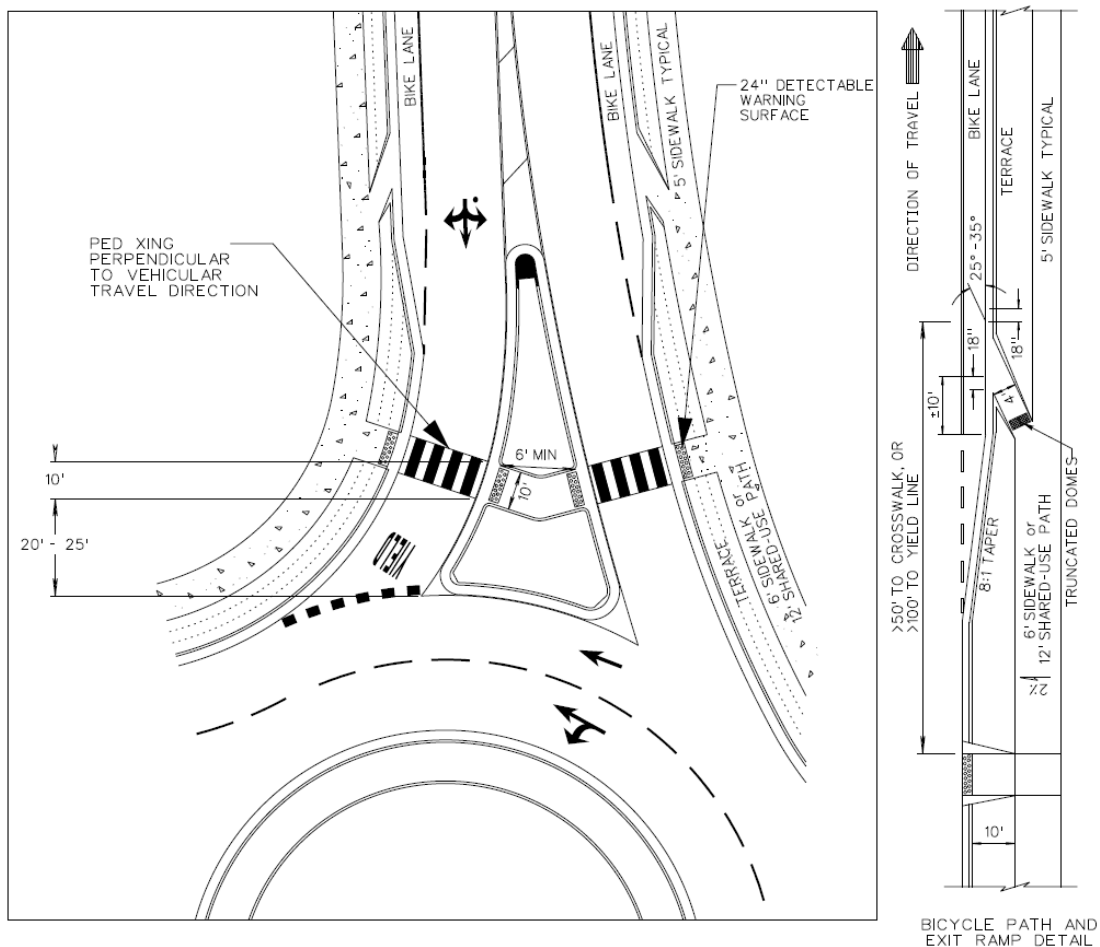 BIKE LANE
BIKE LANE
5' SIDEWALK TYPICAL
24" DETECTABLE
WARNING
SURFACE
PED XING
PERPENDICULAR
TO VEHICULAR
TRAVEL DIRECTION
6' MIN
10'
10'
20' - 25'
TERRACE
6' SIDEWALK or
12' SHARED-USE PATH
DIRECTION OF TRAVEL
BIKE LANE
TERRACE
5' SIDEWALK TYPICAL
25°-35°
18"
18"
±10'
4'
>50' TO CROSSWALK, OR
>100' TO YIELD LINE
8:1 TAPER
6' SIDEWALK or
12' SHARED-USE PATH
TRUNCATED DOMES
2%
10'
BICYCLE PATH AND
EXIT RAMP DETAIL